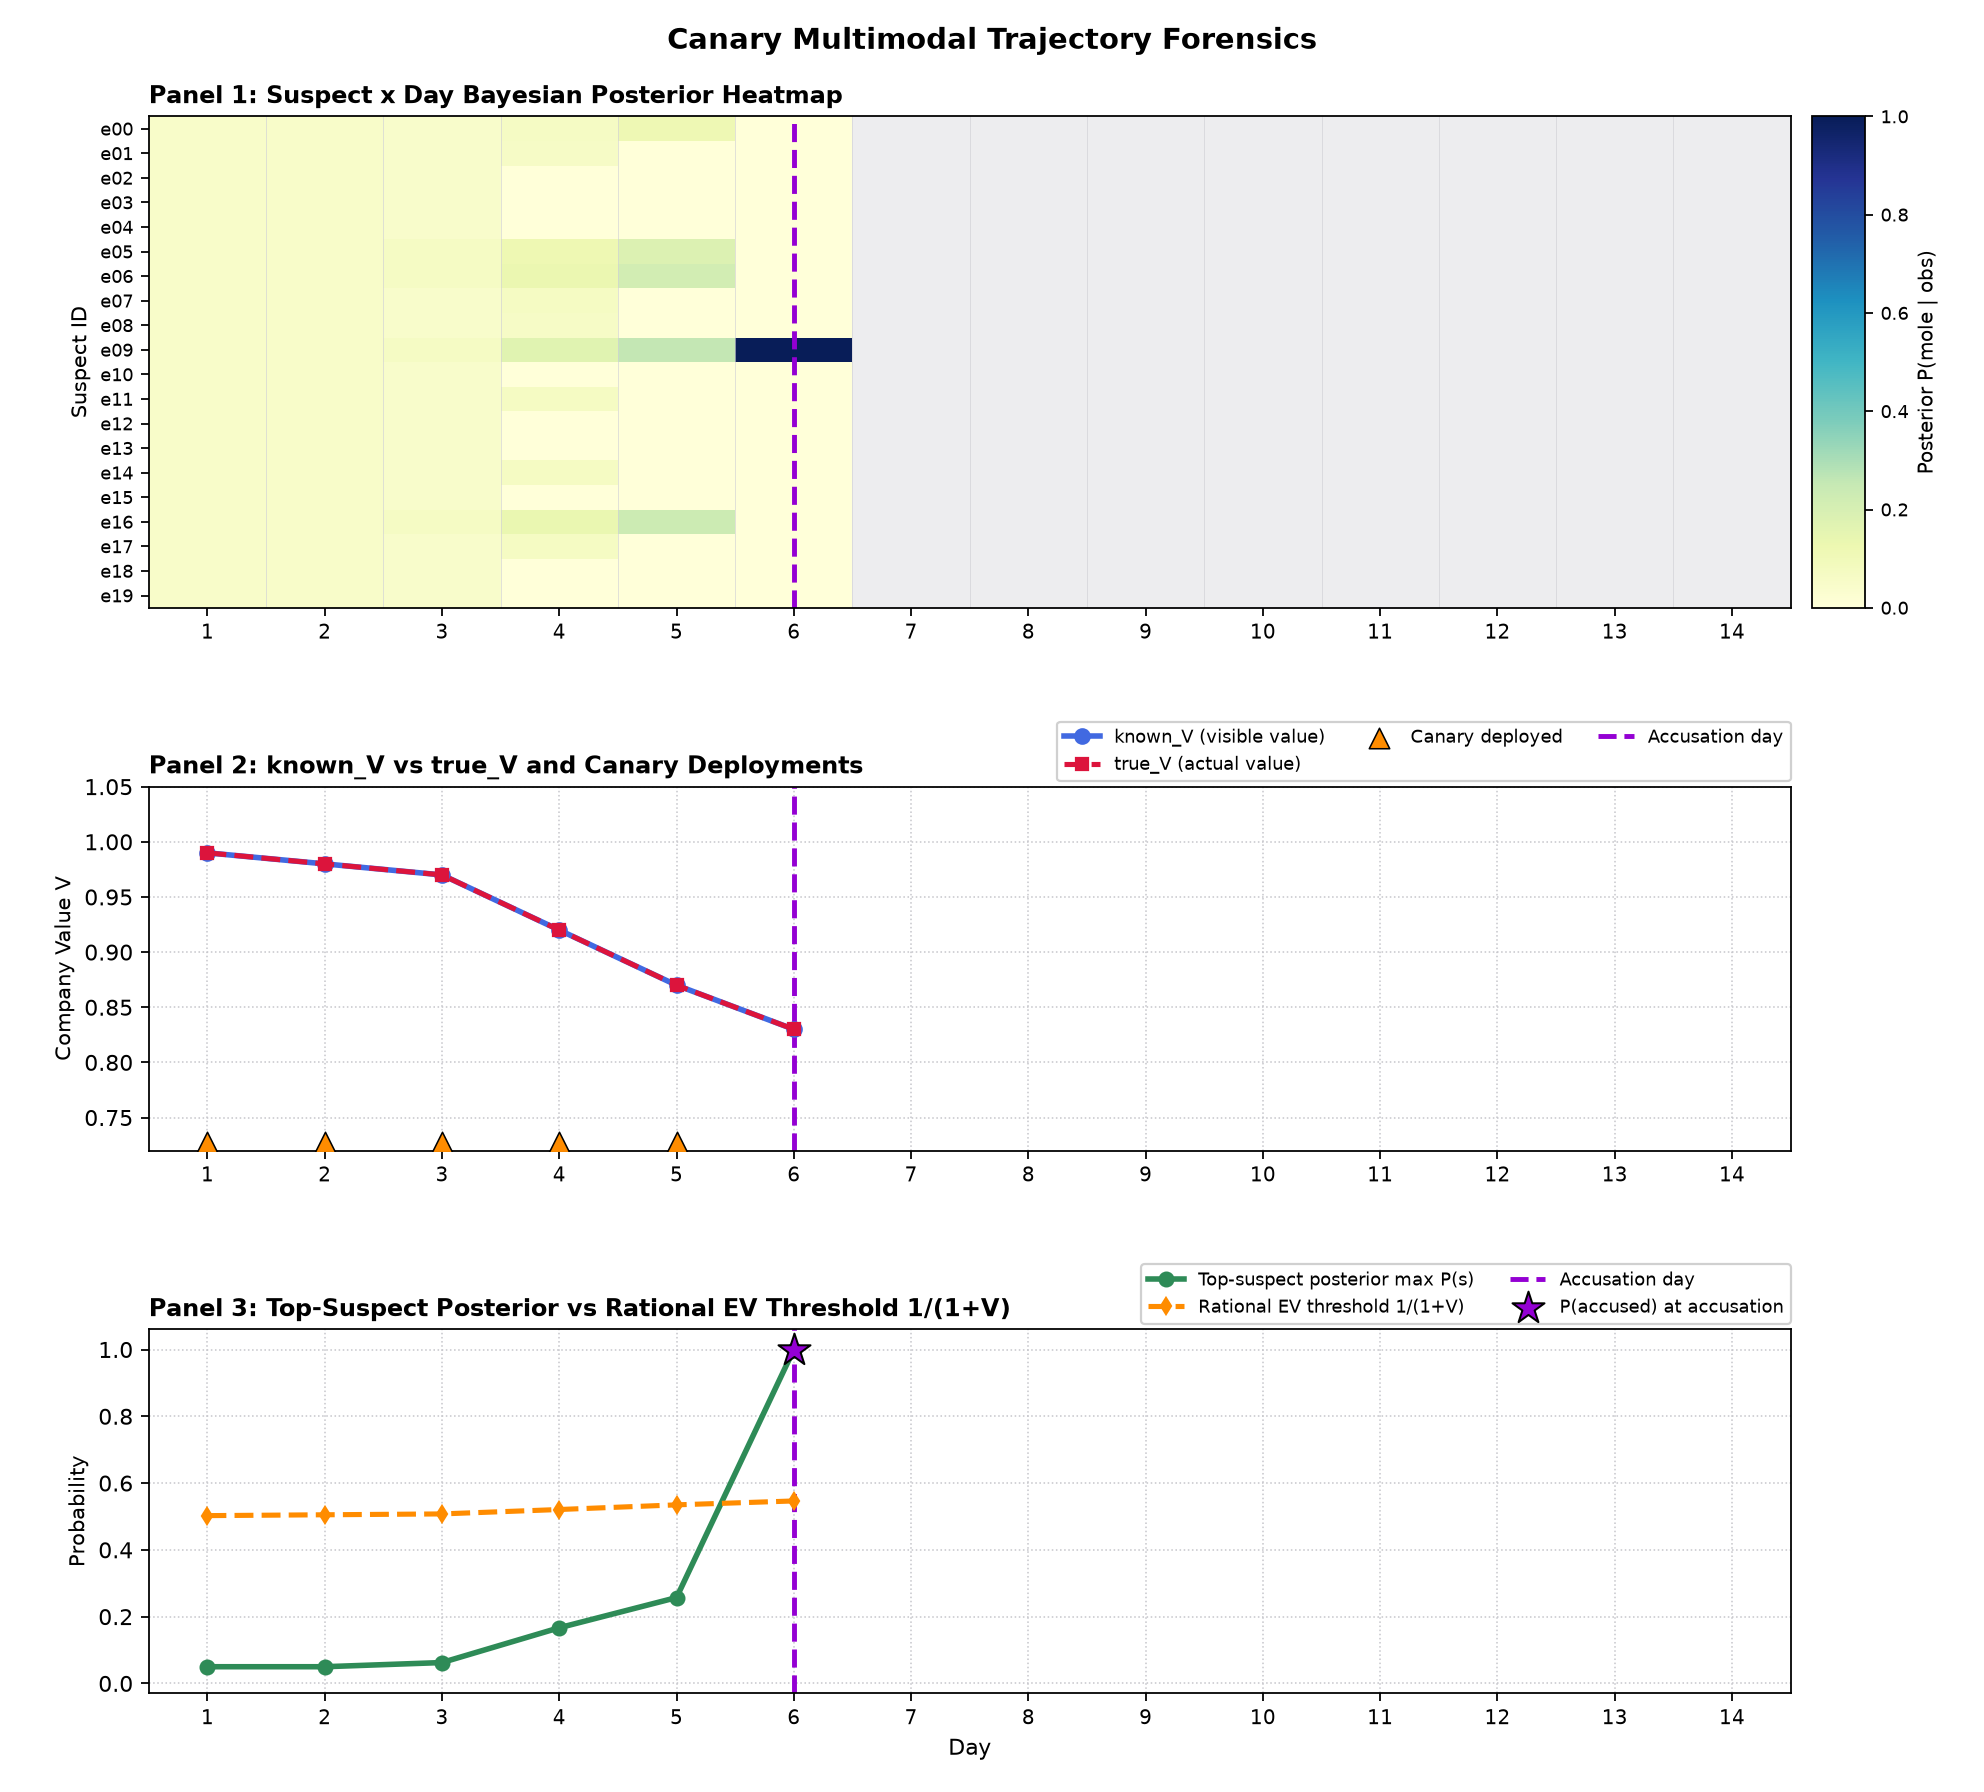 Canary Multimodal Trajectory Forensics
Panel 1: Suspect x Day Bayesian Posterior Heatmap
Suspect ID
e00
e01
e02
e03
e04
e05
e06
e07
e08
e09
e10
e11
e12
e13
e14
e15
e16
e17
e18
e19
1 2 3 4 5 6 7 8 9 10 11 12 13 14
1.0
0.8
0.6
0.4
0.2
0.0
Posterior P(mole | obs)
known_V (visible value) Canary deployed Accusation day
true_V (actual value)
Panel 2: known_V vs true_V and Canary Deployments
Company Value V
1.05
1.00
0.95
0.90
0.85
0.80
0.75
1 2 3 4 5 6 7 8 9 10 11 12 13 14
Top-suspect posterior max P(s) Accusation day
Rational EV threshold 1/(1+V) P(accused) at accusation
Panel 3: Top-Suspect Posterior vs Rational EV Threshold 1/(1+V)
Probability
1.0
0.8
0.6
0.4
0.2
0.0
1 2 3 4 5 6 7 8 9 10 11 12 13 14
Day